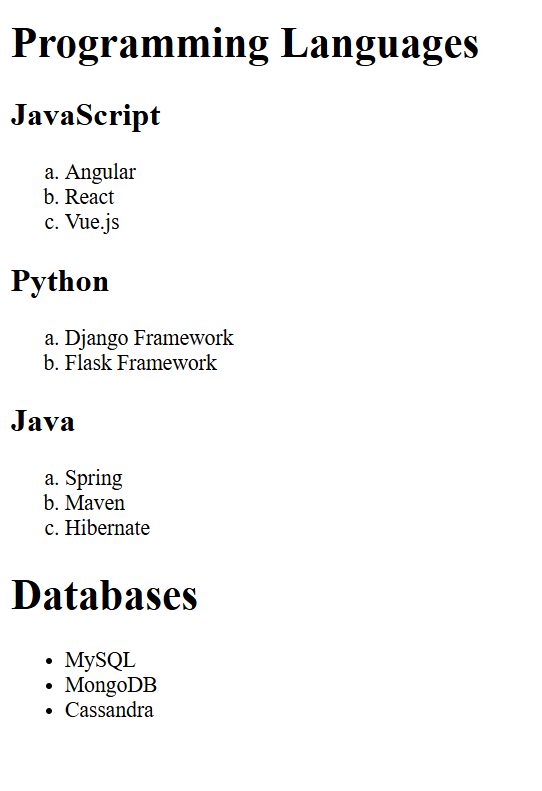 Programming Languages
JavaScript
a. Angular
b. React
c. Vue.js
Python
a. Django Framework
b. Flask Framework
Java
a. Spring
b. Maven
c. Hibernate
Databases
• MySQL
• MongoDB
• Cassandra